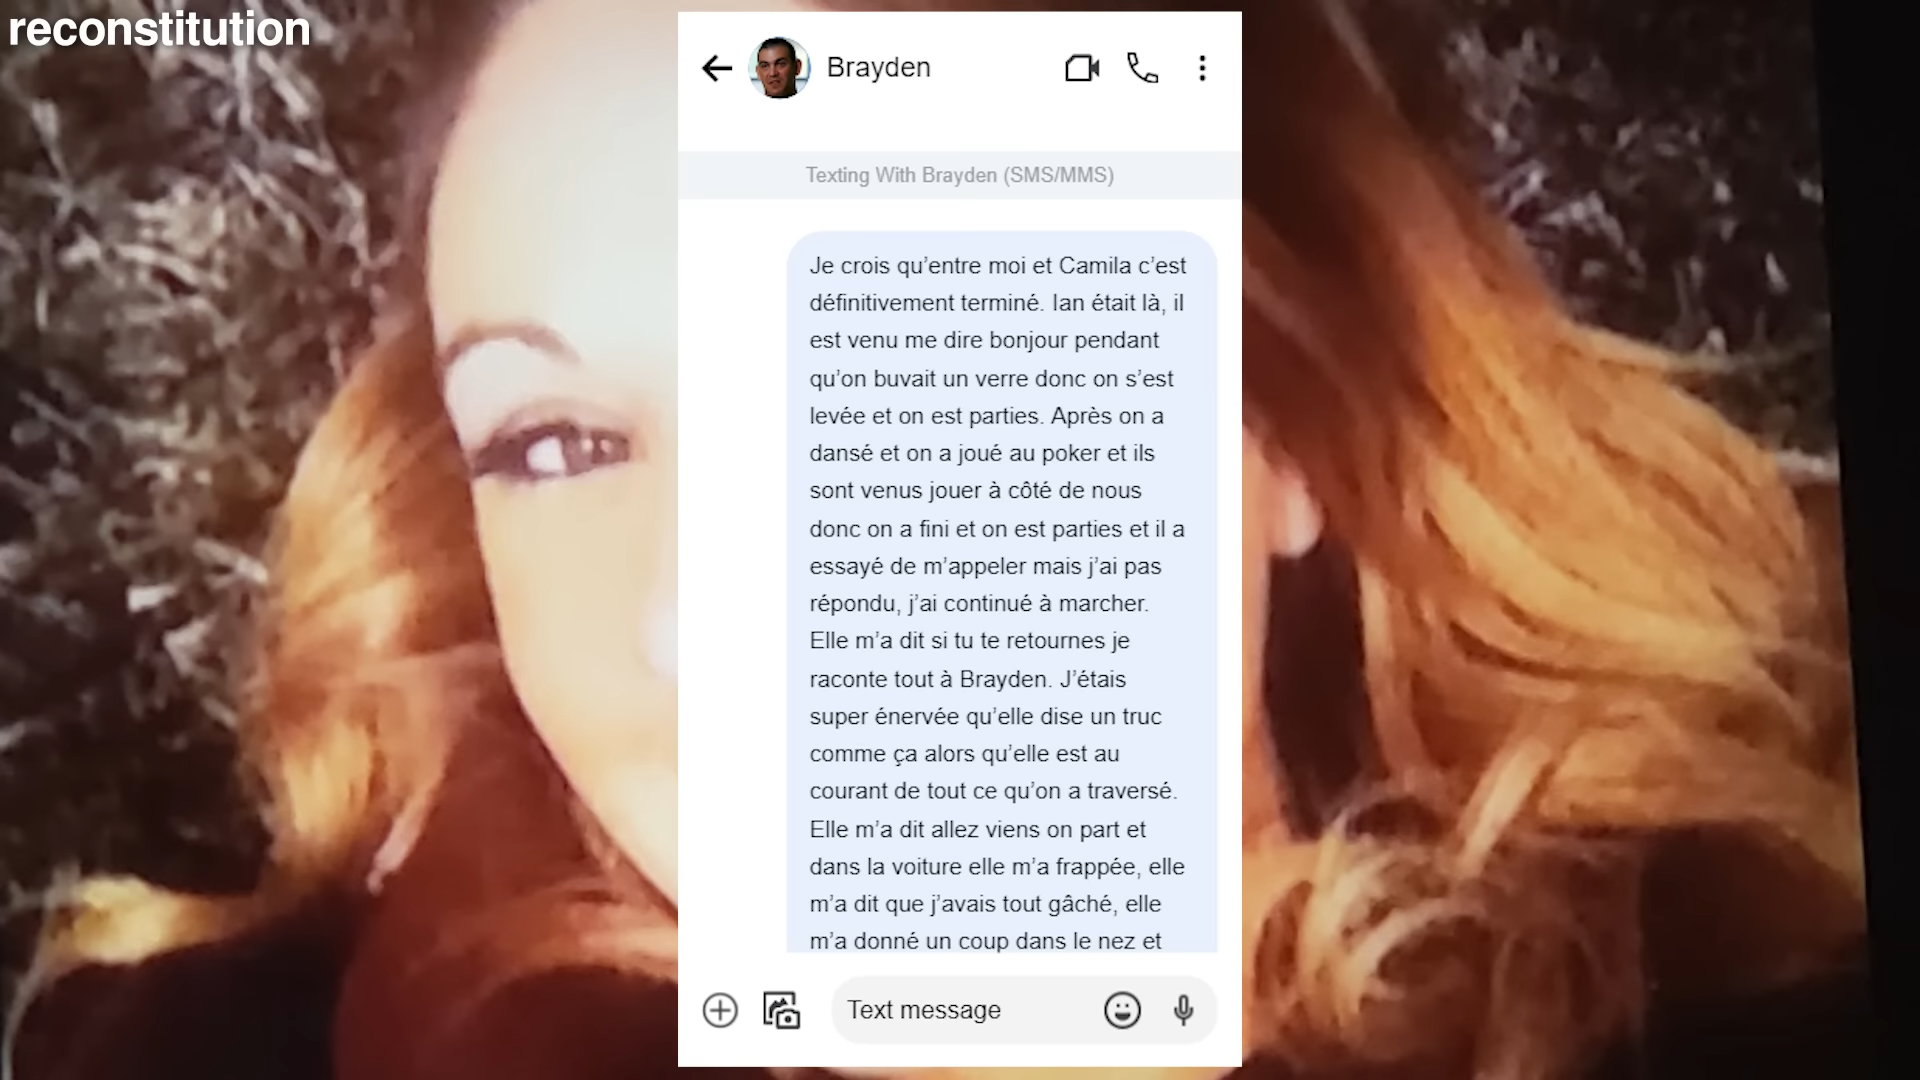 reconstitution
Brayden
Texting With Brayden (SMS/MMS)
Je crois qu’entre moi et Camila c’est
définitivement terminé. Ian était là, il
est venu me dire bonjour pendant
qu’on buvait un verre donc on s’est
levée et on est parties. Après on a
dansé et on a joué au poker et ils
sont venus jouer à côté de nous
donc on a fini et on est parties et il a
essayé de m’appeler mais j’ai pas
répondu, j’ai continué à marcher.
Elle m’a dit si tu te retournes je
raconte tout à Brayden. J’étais
super énervée qu’elle dise un truc
comme ça alors qu’elle est au
courant de tout ce qu’on a traversé.
Elle m’a dit allez viens on part et
dans la voiture elle m’a frappée, elle
m’a dit que j’avais tout gâché, elle
m’a donné un coup dans le nez et
Text message